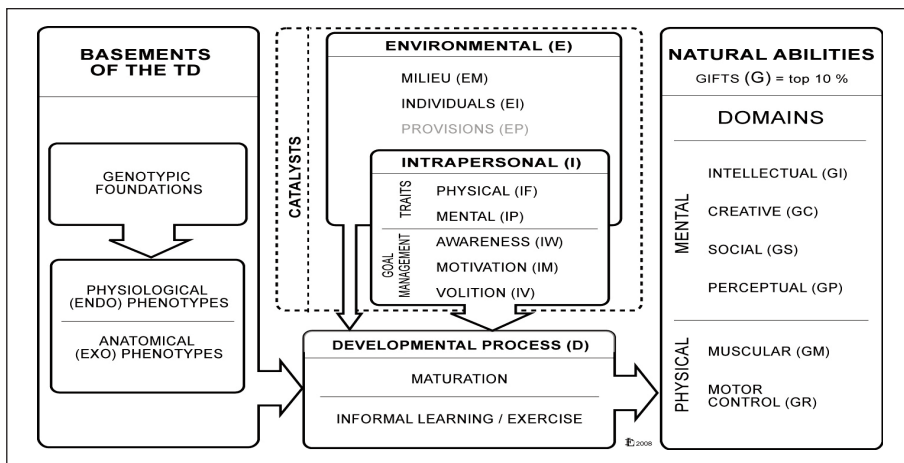 BASEMENTS
OF THE TD
GENOTYPIC
FOUNDATIONS
PHYSIOLOGICAL
(ENDO) PHENOTYPES
ANATOMICAL
(EXO) PHENOTYPES
CATALYSTS
ENVIRONMENTAL (E)
MILIEU (EM)
INDIVIDUALS (EI)
PROVISIONS (EP)
INTRAPERSONAL (I)
TRAITS
PHYSICAL (IF)
MENTAL (IP)
GOAL
MANAGEMENT
AWARENESS (IW)
MOTIVATION (IM)
VOLITION (IV)
DEVELOPMENTAL PROCESS (D)
MATURATION
INFORMAL LEARNING / EXERCISE
2008
NATURAL ABILITIES
GIFTS (G) = top 10 %
DOMAINS
MENTAL
INTELLECTUAL (GI)
CREATIVE (GC)
SOCIAL (GS)
PERCEPTUAL (GP)
PHYSICAL
MUSCULAR (GM)
MOTOR
CONTROL (GR)